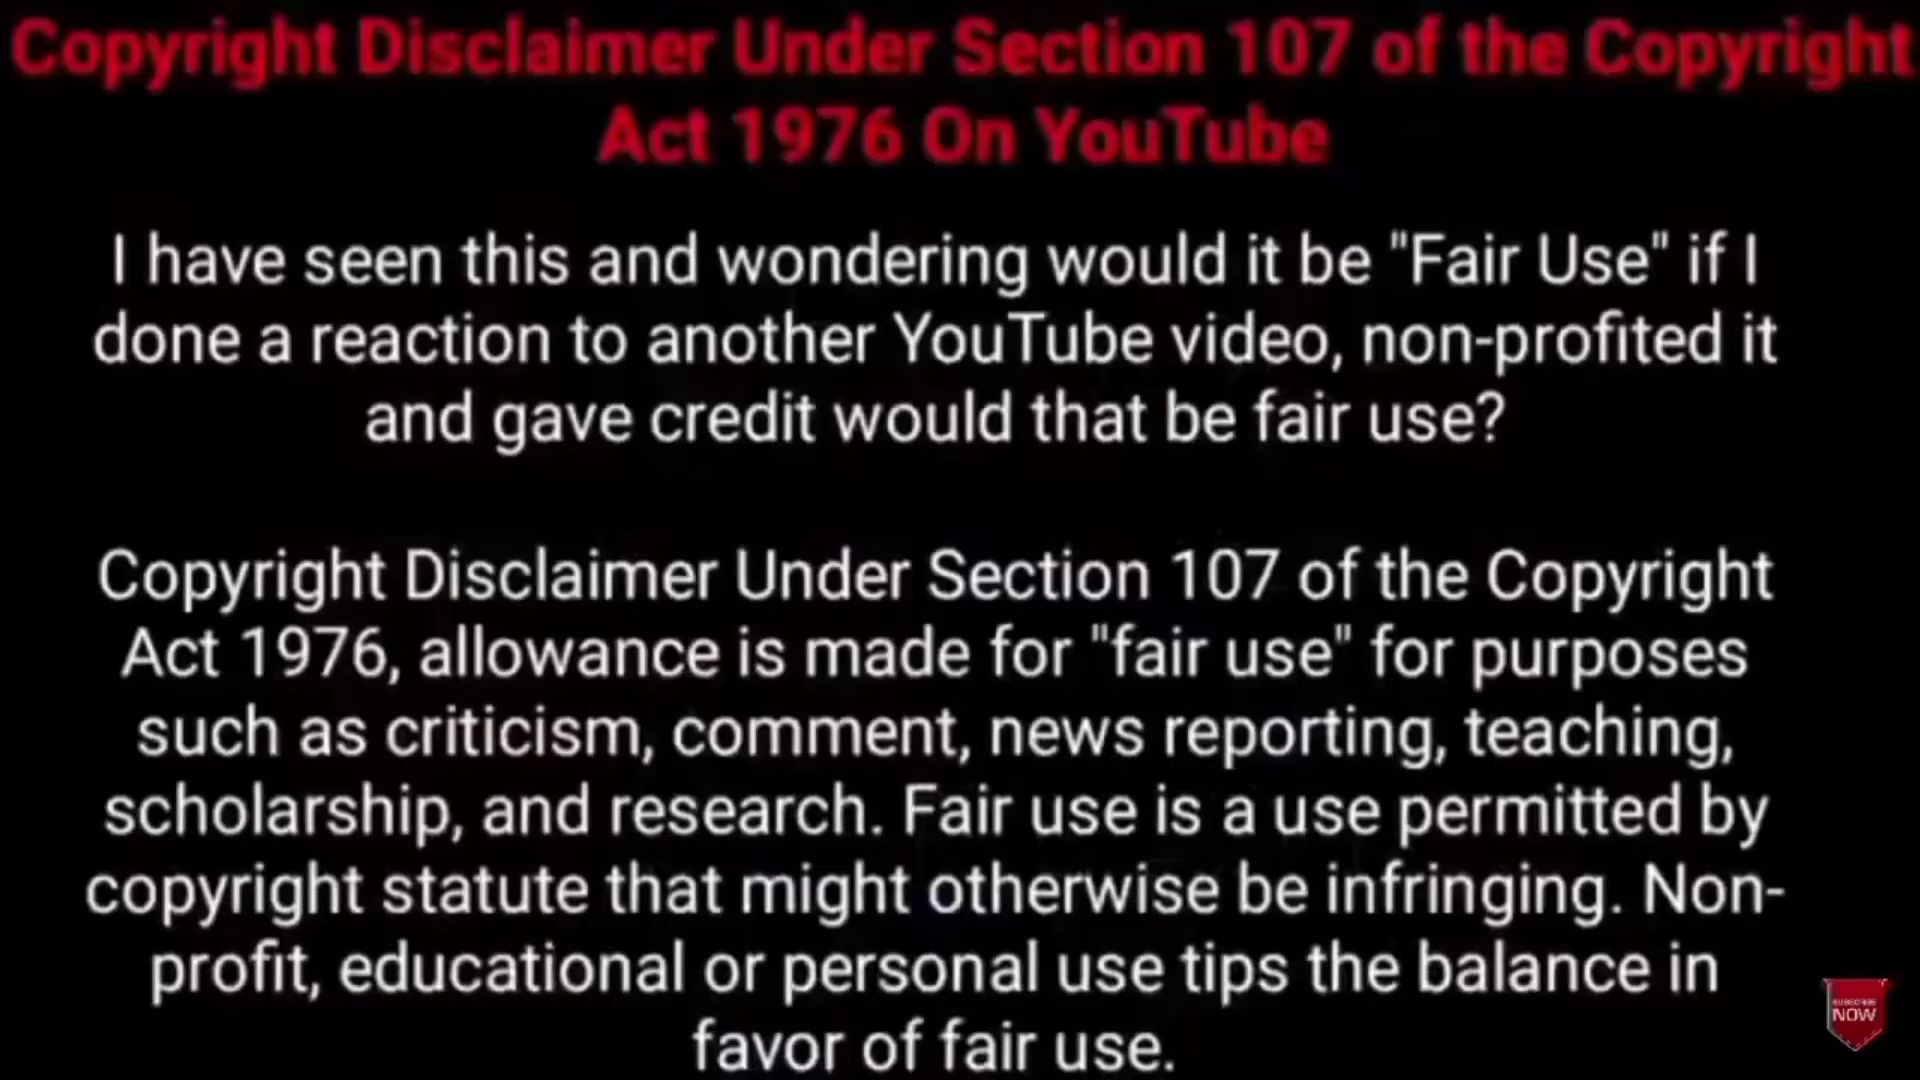 Copyright Disclaimer Under Section 107 of the Copyright
Act 1976 On YouTube
I have seen this and wondering would it be "Fair Use" if I
done a reaction to another YouTube video, non-profited it
and gave credit would that be fair use?
Copyright Disclaimer Under Section 107 of the Copyright
Act 1976, allowance is made for "fair use" for purposes
such as criticism, comment, news reporting, teaching,
scholarship, and research. Fair use is a use permitted by
copyright statute that might otherwise be infringing. Non-
profit, educational or personal use tips the balance in
favor of fair use.
SUBSCRIBE
NOW